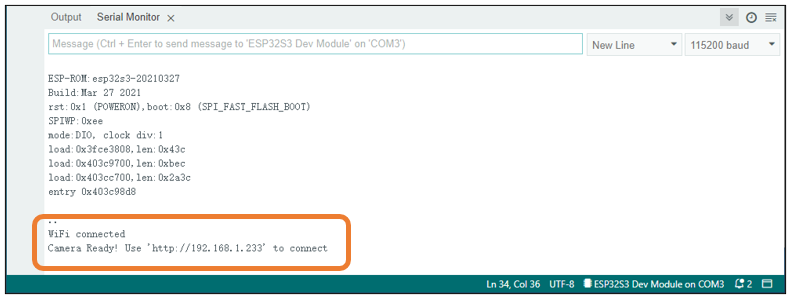 Output Serial Monitor
Message (Ctrl + Enter to send message to 'ESP32S3 Dev Module' on 'COM3')
New Line
115200 baud
ESP-ROM:esp32s3-20210327
Build:Mar 27 2021
rst:0x1 (POWERON),boot:0x8 (SPI_FAST_FLASH_BOOT)
SPIWP:0xee
mode:DIO, clock div:1
load:0x3fce3808,len:0x43c
load:0x403c9700,len:0xbec
load:0x403cc700,len:0x2a3c
entry 0x403c98d8
..
WiFi connected
Camera Ready! Use 'http://192.168.1.233' to connect
Ln 34, Col 36 UTF-8 ESP32S3 Dev Module on COM3 2